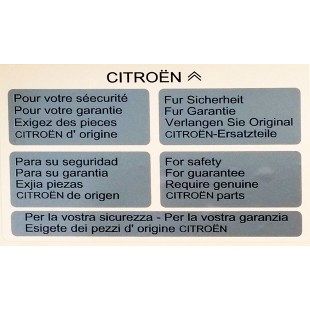 CITROËN
Pour votre séecurité
Pour votre garantie
Exigez des pieces
CITROËN d' origine
Fur Sicherheit
Fur Garantie
Verlangen Sie Original
CITROËN-Ersatzteile
Para su seguridad
Para su garantia
Exjia piezas
CITROËN de origen
For safety
For guarantee
Require genuine
CITROËN parts
Per la vostra sicurezza - Per la vostra garanzia
Esigete dei pezzi d' origine CITROËN